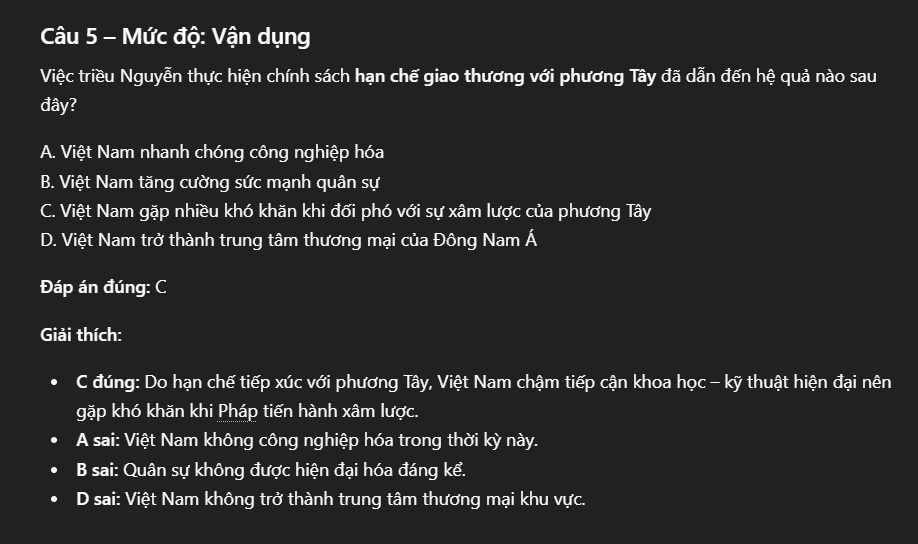 Câu 5 – Mức độ: Vận dụng
Việc triều Nguyễn thực hiện chính sách hạn chế giao thương với phương Tây đã dẫn đến hệ quả nào sau
đây?
A. Việt Nam nhanh chóng công nghiệp hóa
B. Việt Nam tăng cường sức mạnh quân sự
C. Việt Nam gặp nhiều khó khăn khi đối phó với sự xâm lược của phương Tây
D. Việt Nam trở thành trung tâm thương mại của Đông Nam Á
Đáp án đúng: C
Giải thích:
• C đúng: Do hạn chế tiếp xúc với phương Tây, Việt Nam chậm tiếp cận khoa học – kỹ thuật hiện đại nên
gặp khó khăn khi Pháp tiến hành xâm lược.
• A sai: Việt Nam không công nghiệp hóa trong thời kỳ này.
• B sai: Quân sự không được hiện đại hóa đáng kể.
• D sai: Việt Nam không trở thành trung tâm thương mại khu vực.